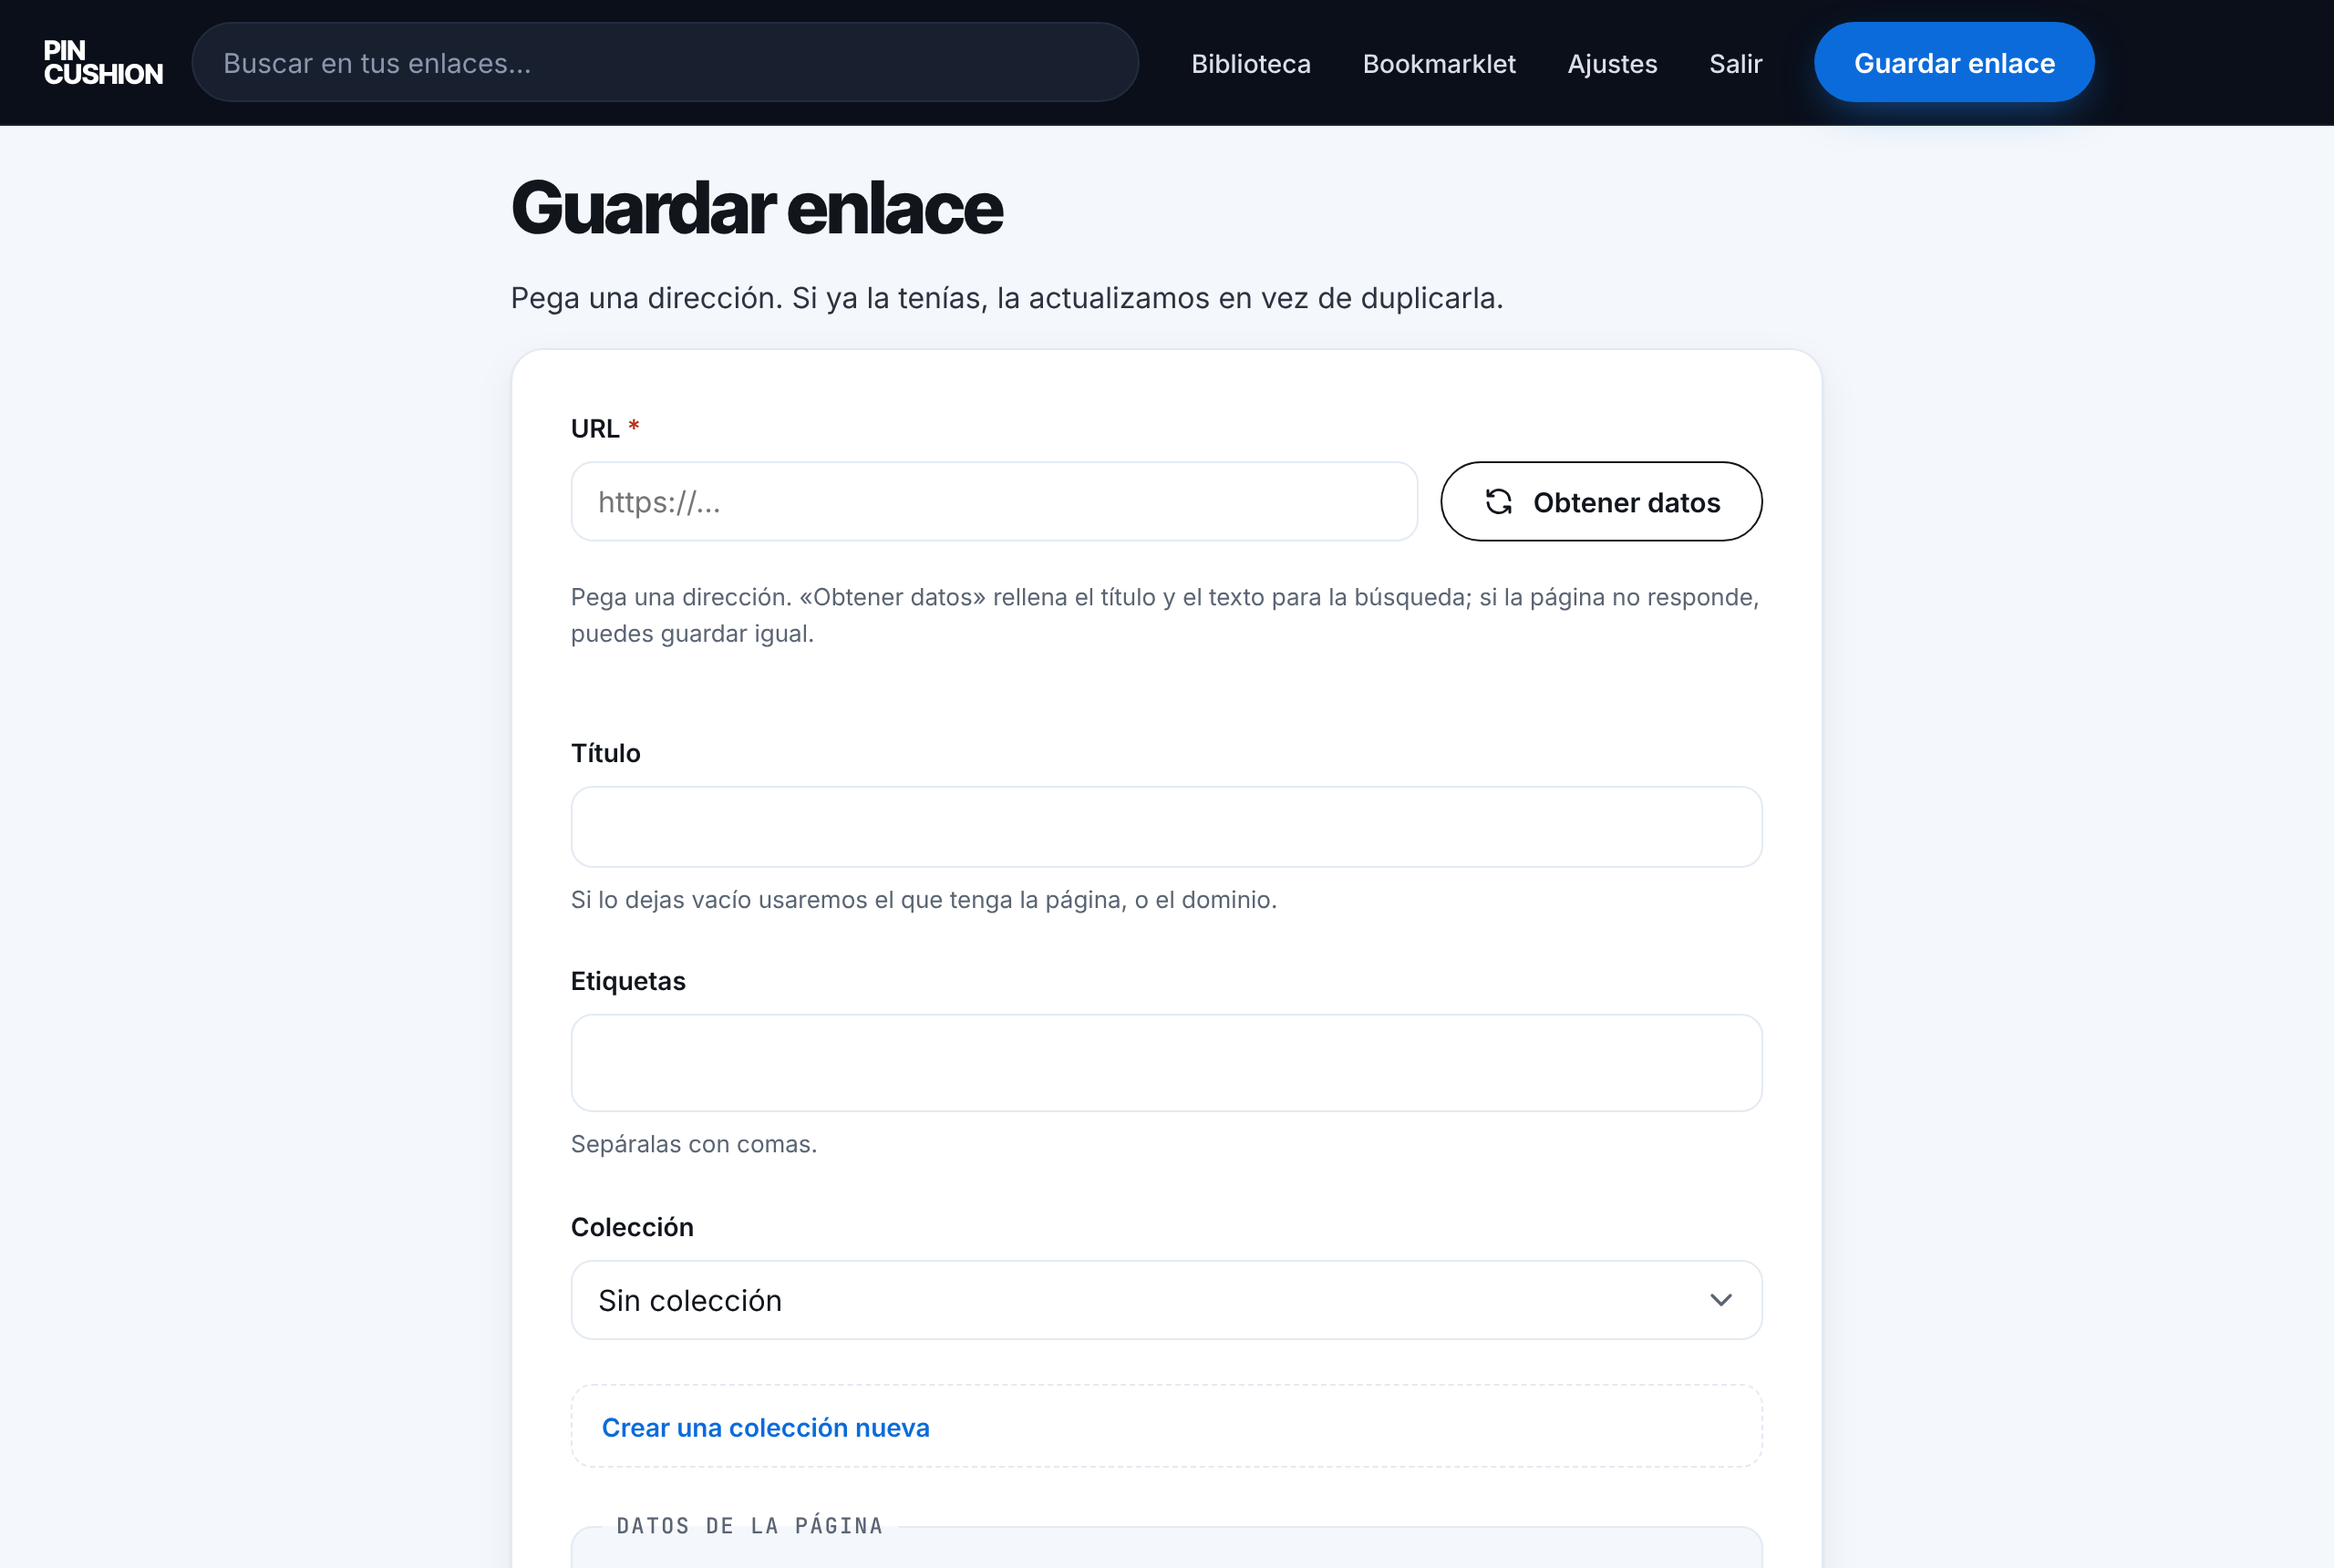 PIN
CUSHION
Buscar en tus enlaces...
Biblioteca
Bookmarklet
Ajustes
Salir
Guardar enlace
Guardar enlace
Pega una dirección. Si ya la tenías, la actualizamos en vez de duplicarla.
URL *
https://...
Obtener datos
Pega una dirección. «Obtener datos» rellena el título y el texto para la búsqueda; si la página no responde,
puedes guardar igual.
Título
Si lo dejas vacío usaremos el que tenga la página, o el dominio.
Etiquetas
Sepáralas con comas.
Colección
Sin colección
Crear una colección nueva
DATOS DE LA PÁGINA